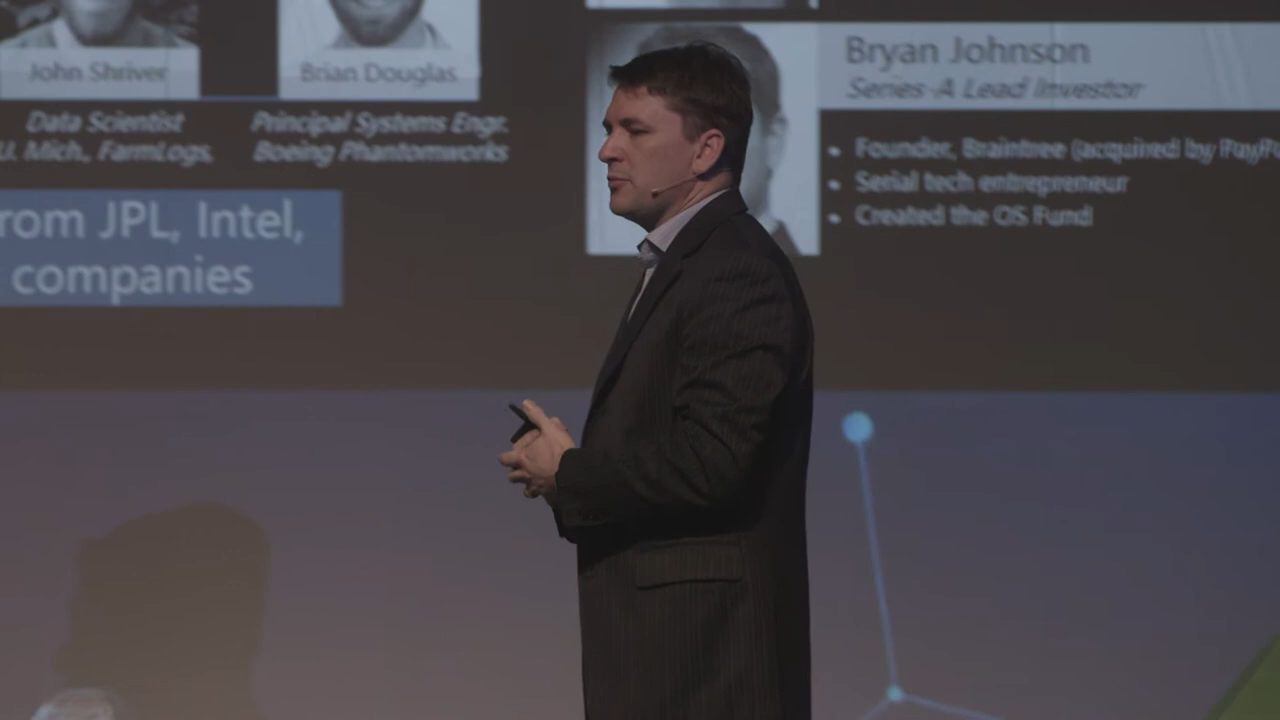 John Shriver
Data Scientist
U. Mich., FarmLogs,
Brian Douglas
Principal Systems Engr.
Boeing Phantomworks
rom JPL, Intel,
companies
Bryan Johnson
Series-A Lead Investor
• Founder, Braintree (acquired by PayP
• Serial tech entrepreneur
• Created the OS Fund